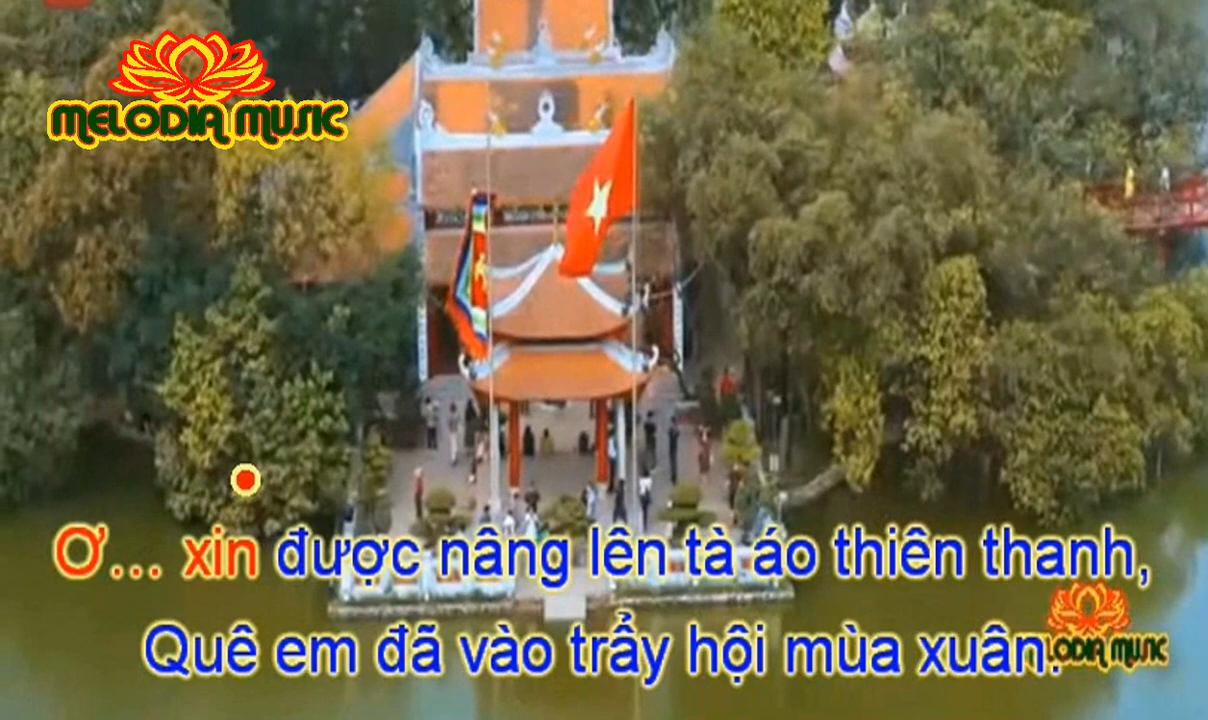 MELODIA MUSIC
Ơ... xin được nâng lên tà áo thiên thanh,
Quê em đã vào trẩy hội mùa xuân.
MELODIA MUSIC